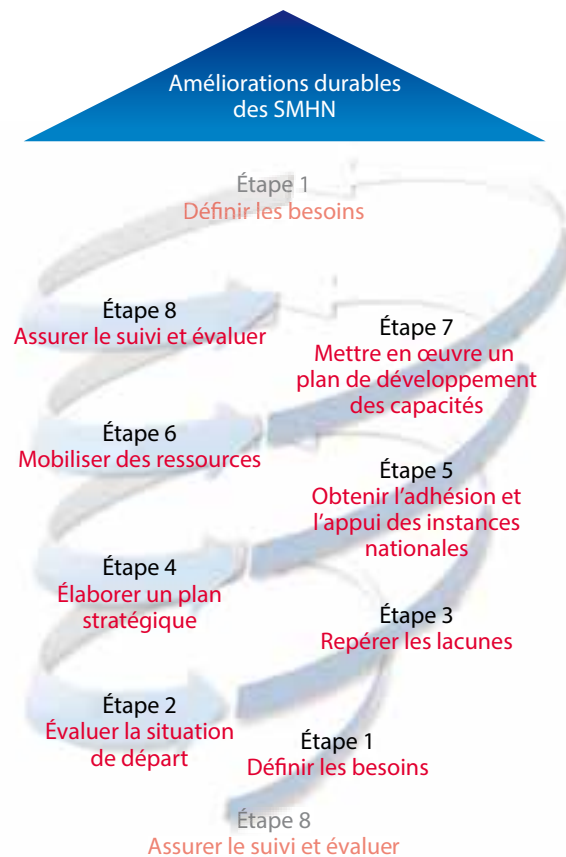 Améliorations durables
des SMHN
Étape 1
Définir les besoins
Étape 8
Assurer le suivi et évaluer
Étape 7
Mettre en œuvre un
plan de développement
des capacités
Étape 6
Mobiliser des ressources
Étape 5
Obtenir l’adhésion et
l’appui des instances
nationales
Étape 4
Élaborer un plan
stratégique
Étape 3
Repérer les lacunes
Étape 2
Évaluer la situation
de départ
Étape 1
Définir les besoins
Étape 8
Assurer le suivi et évaluer